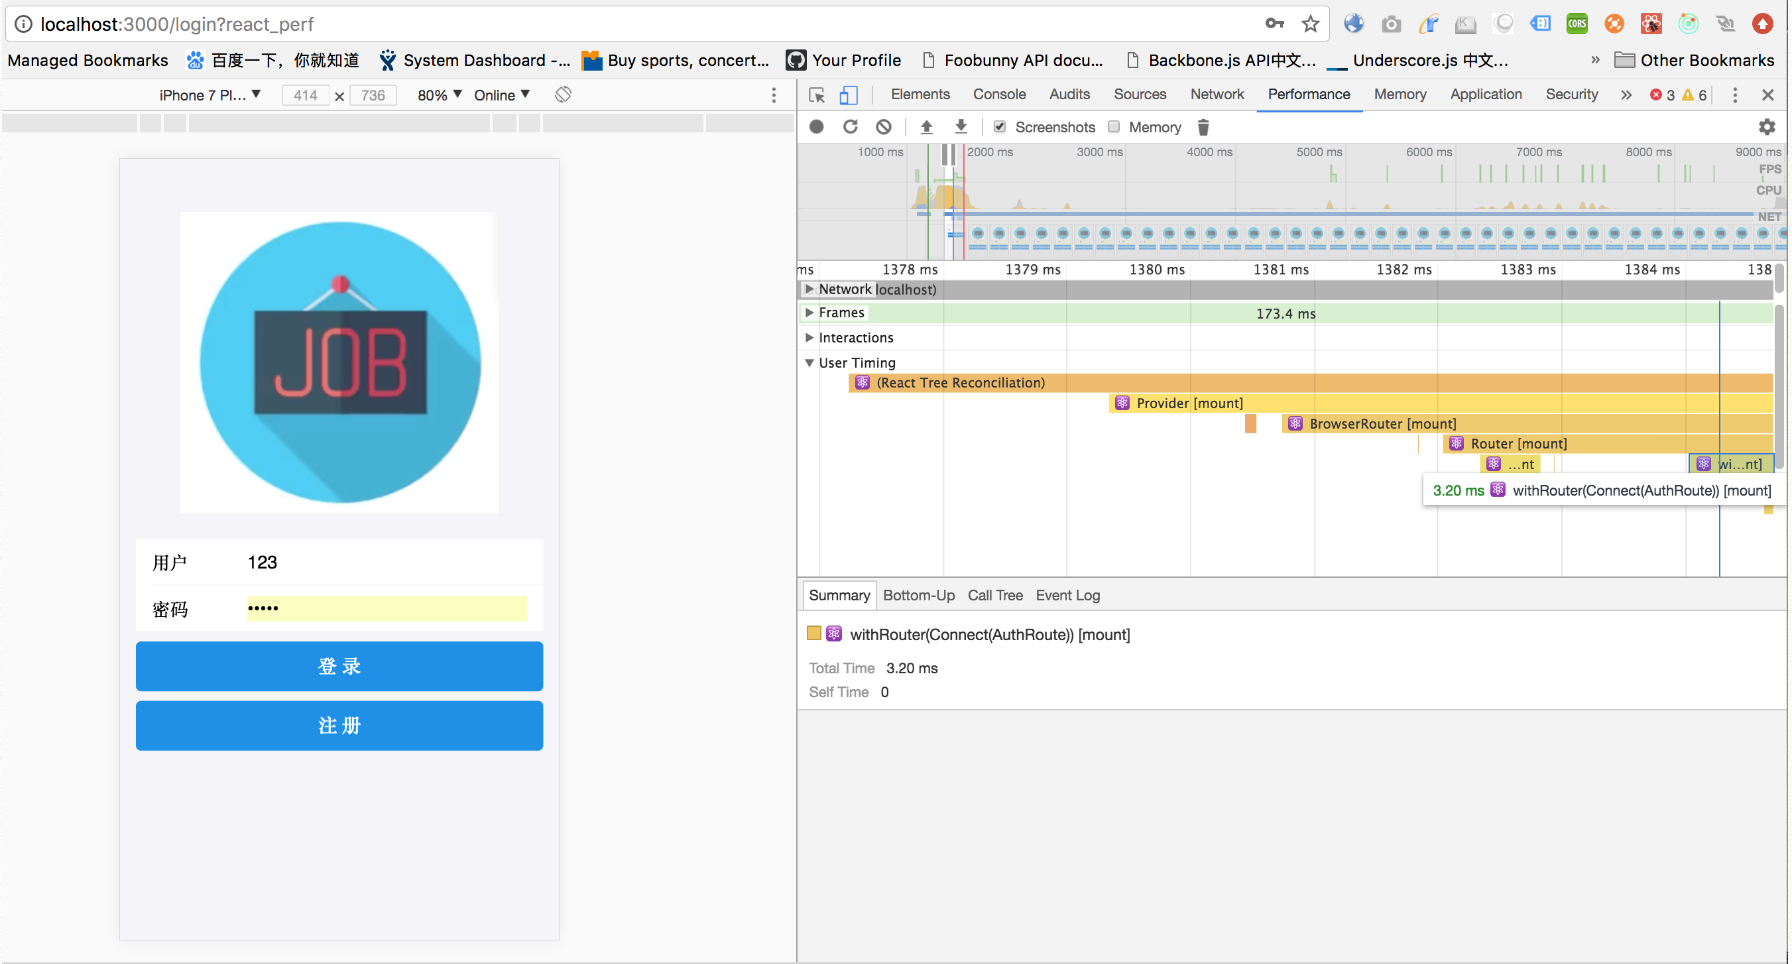 localhost:3000/login?react_perf
Managed Bookmarks 百度一下，你就知道 System Dashboard -... Buy sports, concert... Your Profile Foobunny API docu... Backbone.js API中文... Underscore.js 中文... » Other Bookmarks
iPhone 7 Pl... ▼ 414 × 736 80% ▼ Online ▼
Elements Console Audits Sources Network Performance Memory Application Security » 3 6
Screenshots Memory
1000 ms 2000 ms 3000 ms 4000 ms 5000 ms 6000 ms 7000 ms 8000 ms 9000 ms
FPS
CPU
NET
ms 1378 ms 1379 ms 1380 ms 1381 ms 1382 ms 1383 ms 1384 ms 138
Network localhost)
Frames 173.4 ms
Interactions
User Timing
(React Tree Reconciliation)
Provider [mount]
BrowserRouter [mount]
Router [mount]
...nt wi...nt]
3.20 ms withRouter(Connect(AuthRoute)) [mount]
Summary Bottom-Up Call Tree Event Log
withRouter(Connect(AuthRoute)) [mount]
Total Time 3.20 ms
Self Time 0
JOB
用户 123
密码 •••••
登 录
注 册
CORS